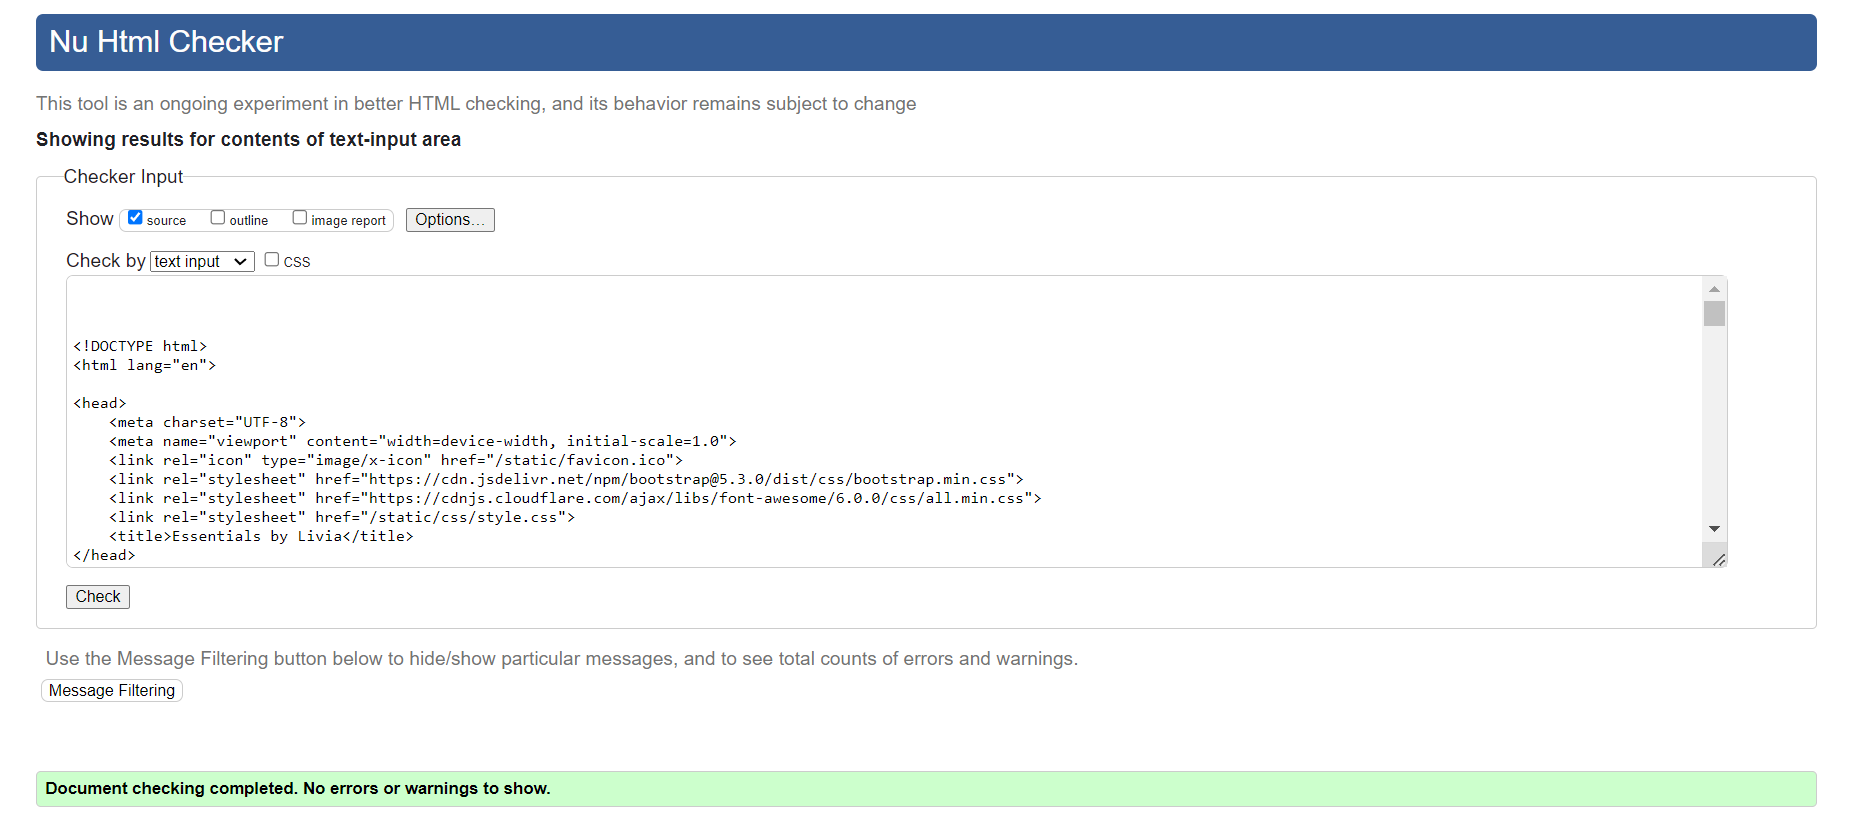 Nu Html Checker
This tool is an ongoing experiment in better HTML checking, and its behavior remains subject to change
Showing results for contents of text-input area
Checker Input
Show source outline image report Options...
Check by text input css
<!DOCTYPE html>
<html lang="en">
<head>
    <meta charset="UTF-8">
    <meta name="viewport" content="width=device-width, initial-scale=1.0">
    <link rel="icon" type="image/x-icon" href="/static/favicon.ico">
    <link rel="stylesheet" href="https://cdn.jsdelivr.net/npm/bootstrap@5.3.0/dist/css/bootstrap.min.css">
    <link rel="stylesheet" href="https://cdnjs.cloudflare.com/ajax/libs/font-awesome/6.0.0/css/all.min.css">
    <link rel="stylesheet" href="/static/css/style.css">
    <title>Essentials by Livia</title>
</head>
Check
Use the Message Filtering button below to hide/show particular messages, and to see total counts of errors and warnings.
Message Filtering
Document checking completed. No errors or warnings to show.